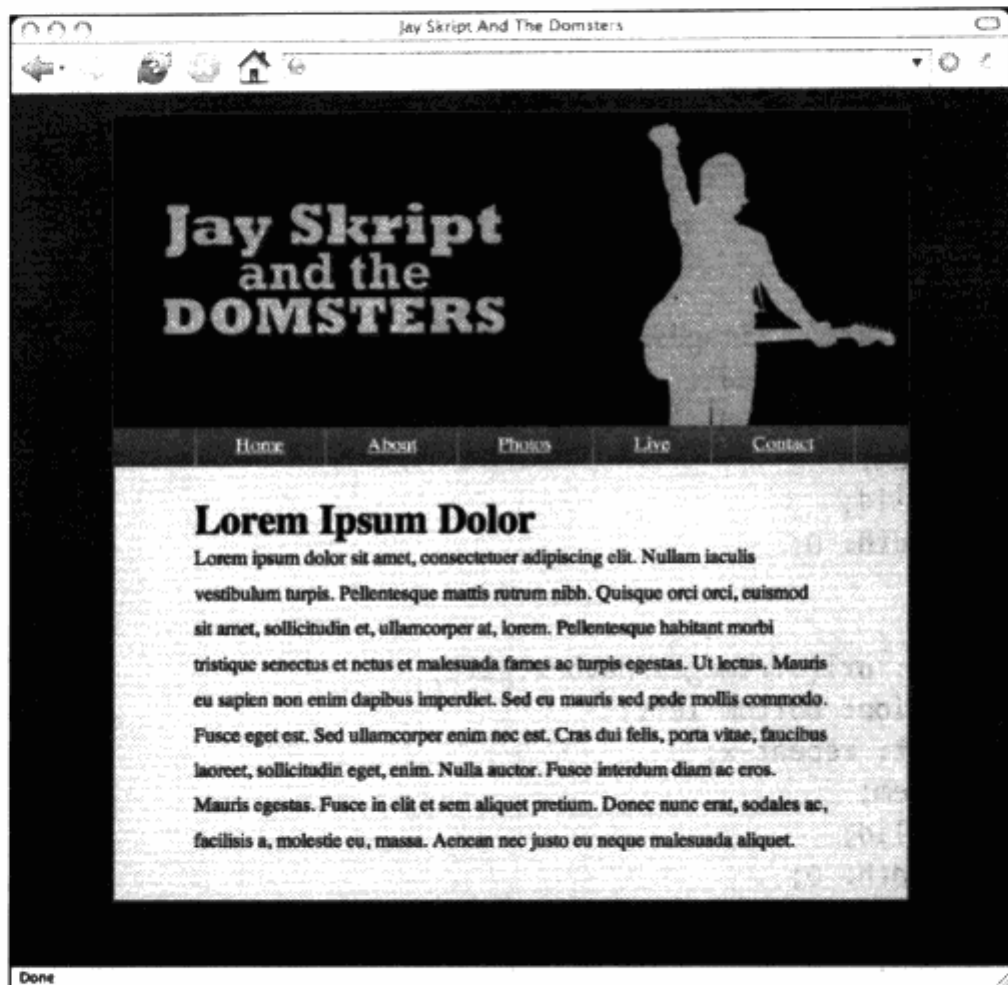 Jay Skript And The Domsters
Jay Skript
and the
DOMSTERS
Home About Photos Live Contact
Lorem Ipsum Dolor
Lorem ipsum dolor sit amet, consectetuer adipiscing elit. Nullam iaculis
vestibulum turpis. Pellentesque mattis rutrum nibh. Quisque orci orci, euismod
sit amet, sollicitudin et, ullamcorper at, lorem. Pellentesque habitant morbi
tristique senectus et netus et malesuada fames ac turpis egestas. Ut lectus. Mauris
eu sapien non enim dapibus imperdiet. Sed eu mauris sed pede mollis commodo.
Fusce eget est. Sed ullamcorper enim nec est. Cras dui felis, porta vitae, faucibus
laoreet, sollicitudin eget, enim. Nulla auctor. Fusce interdum diam ac eros.
Mauris egestas. Fusce in elit et sem aliquet pretium. Donec nunc erat, sodales ac,
facilisis a, molestie eu, massa. Aenean nec justo eu neque malesuada aliquet.
Done